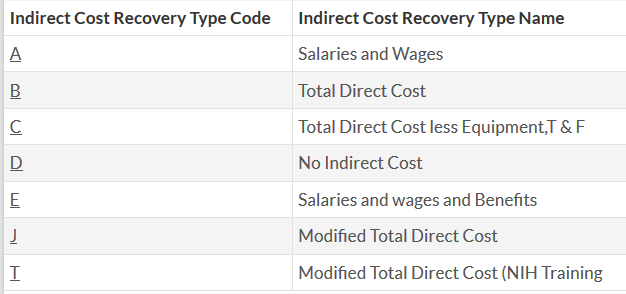 Indirect Cost Recovery Type Code Indirect Cost Recovery Type Name
A Salaries and Wages
B Total Direct Cost
C Total Direct Cost less Equipment,T & F
D No Indirect Cost
E Salaries and wages and Benefits
J Modified Total Direct Cost
T Modified Total Direct Cost (NIH Training